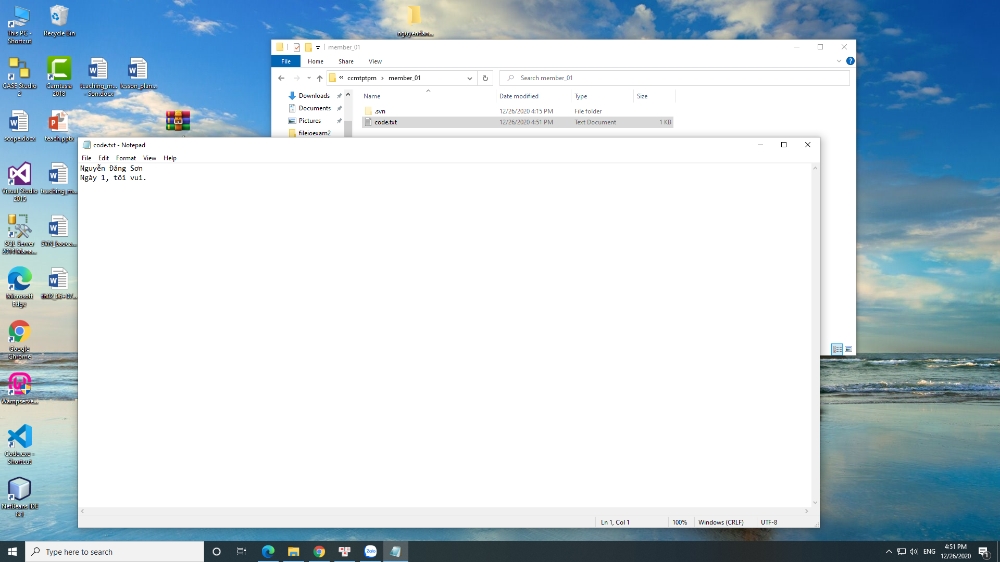 This PC -
Shortcut
Recycle Bin
nguyendan...
CASE Studio
2
Camtasia
2018
teaching_m...
- Son.docx
lesson_plan...
scope.docx
teach.pptx
Visual Studio
2015
teaching_m...
SQL Server
2014 Mana...
SVN_baoca...
Microsoft
Edge
th02_06+07...
Google
Chrome
Wampserve...
Code.exe -
Shortcut
NetBeans IDE
8.1
member_01
File Home Share View
« ccmtptpm › member_01
Search member_01
Downloads
Documents
Pictures
fileioexam2
Name Date modified Type Size
.svn 12/26/2020 4:15 PM File folder
code.txt 12/26/2020 4:51 PM Text Document 1 KB
code.txt - Notepad
File Edit Format View Help
Nguyễn Đăng Sơn
Ngày 1, tôi vui.
Ln 1, Col 1 100% Windows (CRLF) UTF-8
Type here to search
Zalo
ENG
4:51 PM
12/26/2020
1